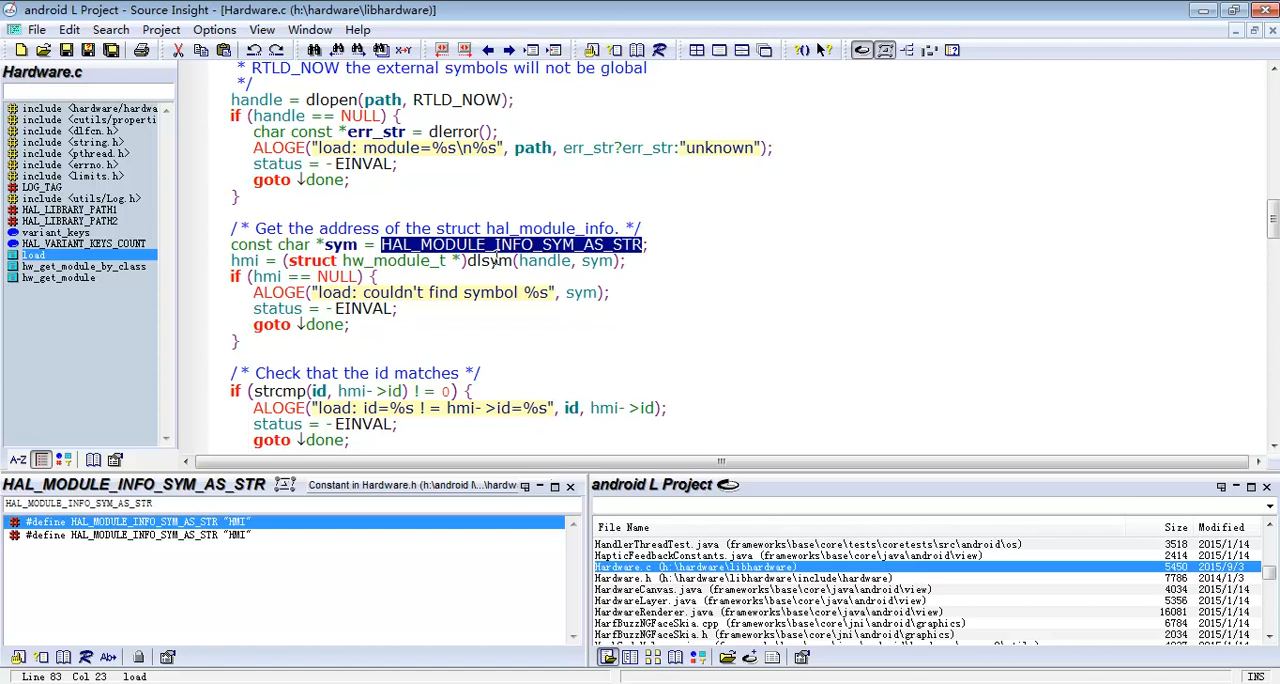 android L Project - Source Insight - [Hardware.c (h:\hardware\libhardware)]
File Edit Search Project Options View Window Help
Hardware.c
include <hardware/hardwa
include <cutils/properti
include <dlfcn.h>
include <string.h>
include <pthread.h>
include <errno.h>
include <limits.h>
LOG_TAG
include <utils/Log.h>
HAL_LIBRARY_PATH1
HAL_LIBRARY_PATH2
variant_keys
HAL_VARIANT_KEYS_COUNT
load
hw_get_module_by_class
hw_get_module
A-Z
* RTLD_NOW the external symbols will not be global
*/
handle = dlopen(path, RTLD_NOW);
if (handle == NULL) {
char const *err_str = dlerror();
ALOGE("load: module=%s\n%s", path, err_str?err_str:"unknown");
status = -EINVAL;
goto ↓done;
}
/* Get the address of the struct hal_module_info. */
const char *sym = HAL_MODULE_INFO_SYM_AS_STR;
hmi = (struct hw_module_t *)dlsym(handle, sym);
if (hmi == NULL) {
ALOGE("load: couldn't find symbol %s", sym);
status = -EINVAL;
goto ↓done;
}
/* Check that the id matches */
if (strcmp(id, hmi->id) != 0) {
ALOGE("load: id=%s != hmi->id=%s", id, hmi->id);
status = -EINVAL;
goto ↓done;
HAL_MODULE_INFO_SYM_AS_STR Constant in Hardware.h (h:\android_l\...\hardw
HAL_MODULE_INFO_SYM_AS_STR
#define HAL_MODULE_INFO_SYM_AS_STR "HMI"
#define HAL_MODULE_INFO_SYM_AS_STR "HMI"
android L Project
File Name Size Modified
HandlerThreadTest.java (frameworks\base\core\tests\coretests\src\android\os) 3518 2015/1/14
HapticFeedbackConstants.java (frameworks\base\core\java\android\view) 2414 2015/1/14
Hardware.c (h:\hardware\libhardware) 5450 2015/9/3
Hardware.h (h:\hardware\libhardware\include\hardware) 7786 2014/1/3
HardwareCanvas.java (frameworks\base\core\java\android\view) 4034 2015/1/14
HardwareLayer.java (frameworks\base\core\java\android\view) 5356 2015/1/14
HardwareRenderer.java (frameworks\base\core\java\android\view) 16081 2015/1/14
HarfBuzzNGFaceSkia.cpp (frameworks\base\core\jni\android\graphics) 6784 2015/1/14
HarfBuzzNGFaceSkia.h (frameworks\base\core\jni\android\graphics) 2034 2015/1/14
Line 83 Col 23 load INS